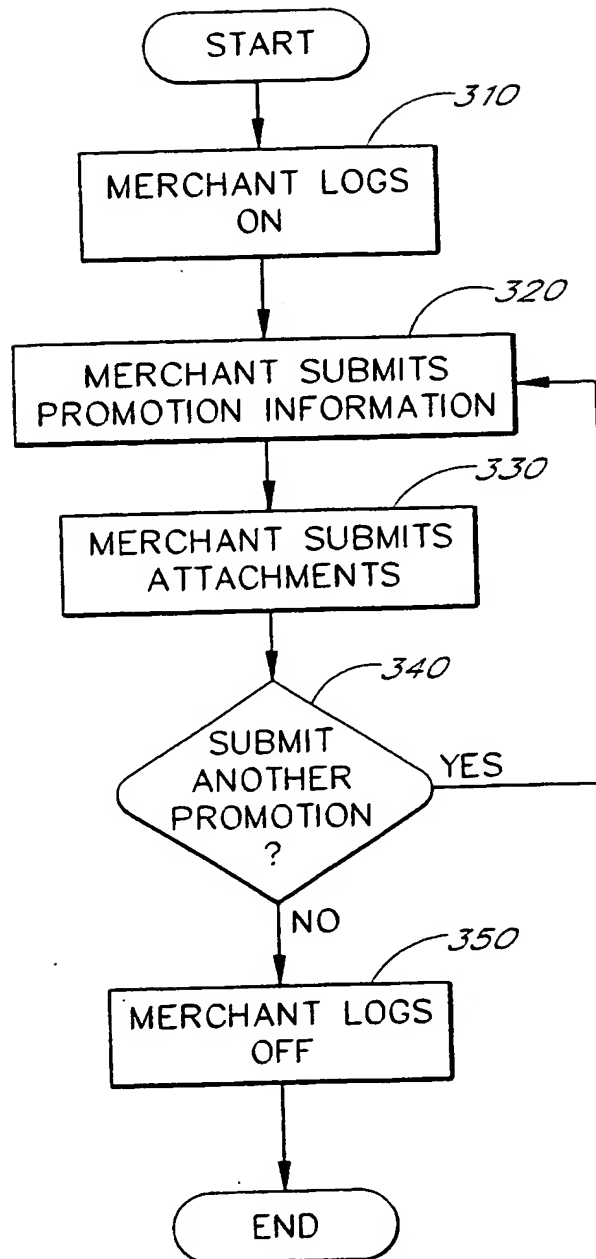 START
310
MERCHANT LOGS
ON
320
MERCHANT SUBMITS
PROMOTION INFORMATION
330
MERCHANT SUBMITS
ATTACHMENTS
340
SUBMIT
ANOTHER
PROMOTION
?
YES
NO
350
MERCHANT LOGS
OFF
END